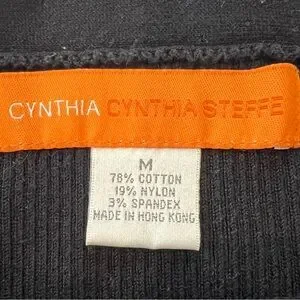 CYNTHIA CYNTHIA STEFFE
M
78% COTTON
19% NYLON
3% SPANDEX
MADE IN HONG KONG